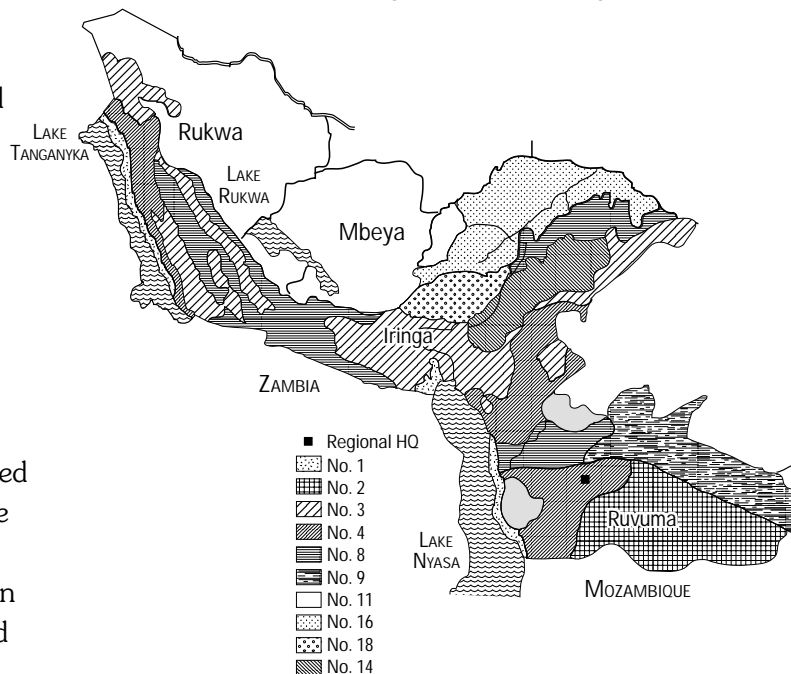 Rukwa
LAKE
TANGANYKA
LAKE
RUKWA
Mbeya
Iringa
ZAMBIA
Regional HQ
No. 1
No. 2
No. 3
No. 4
No. 8
No. 9
No. 11
No. 16
No. 18
No. 14
LAKE
NYASA
Ruvuma
MOZAMBIQUE